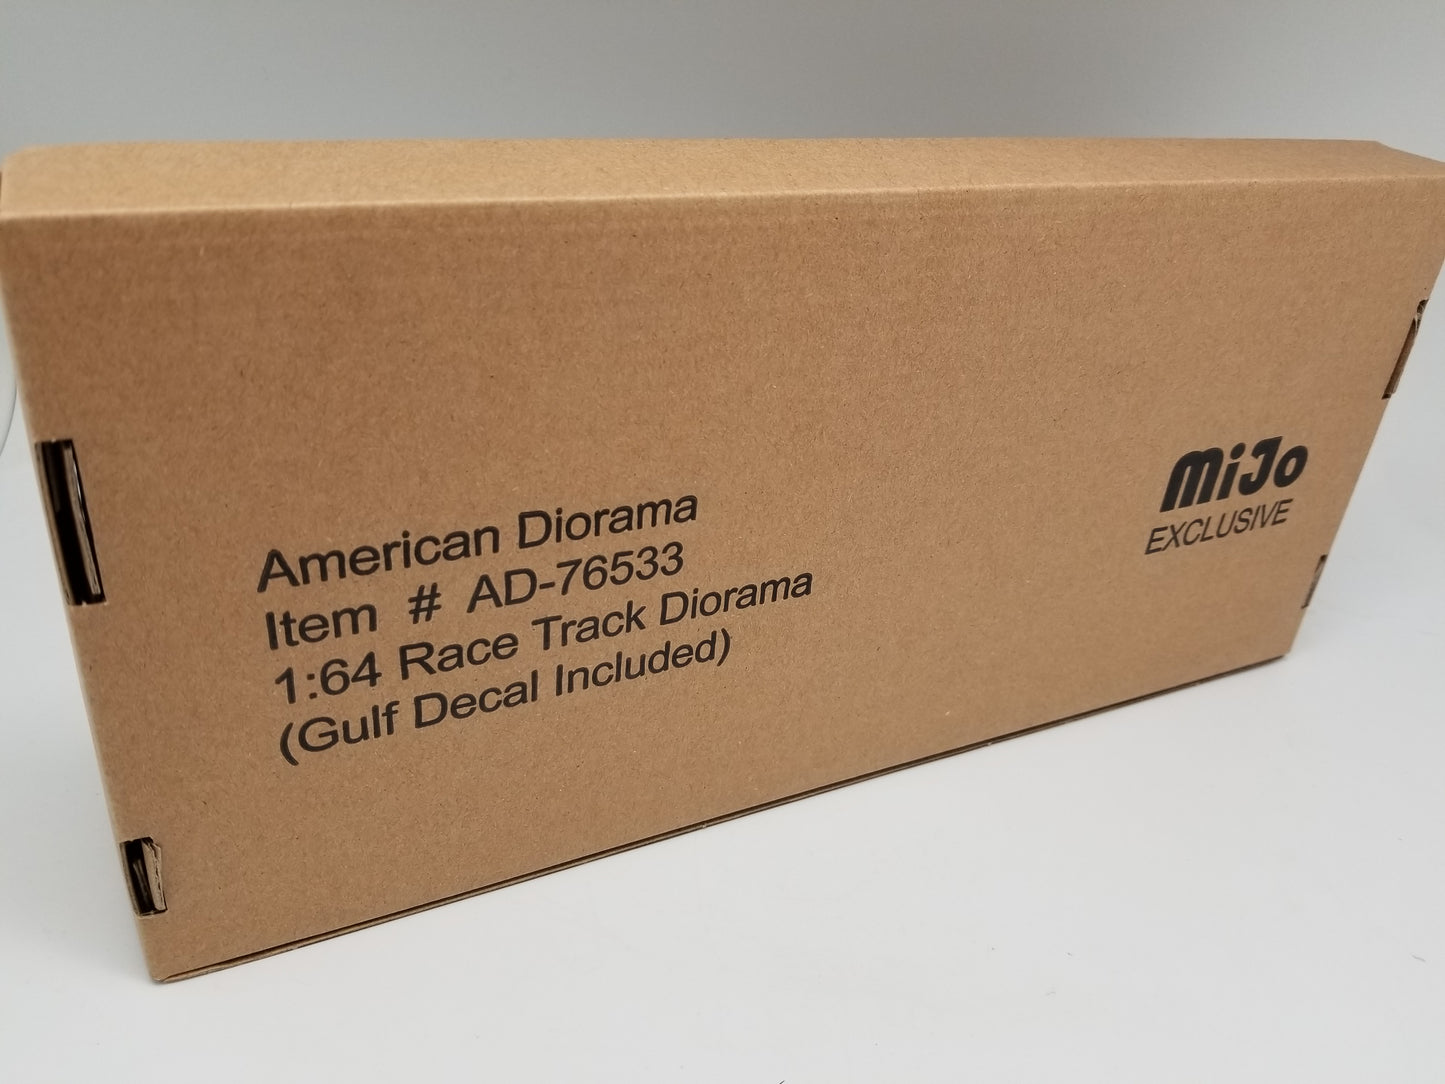 American Diorama
Item # AD-76533
1:64 Race Track Diorama
(Gulf Decal Included)
MiJo
EXCLUSIVE